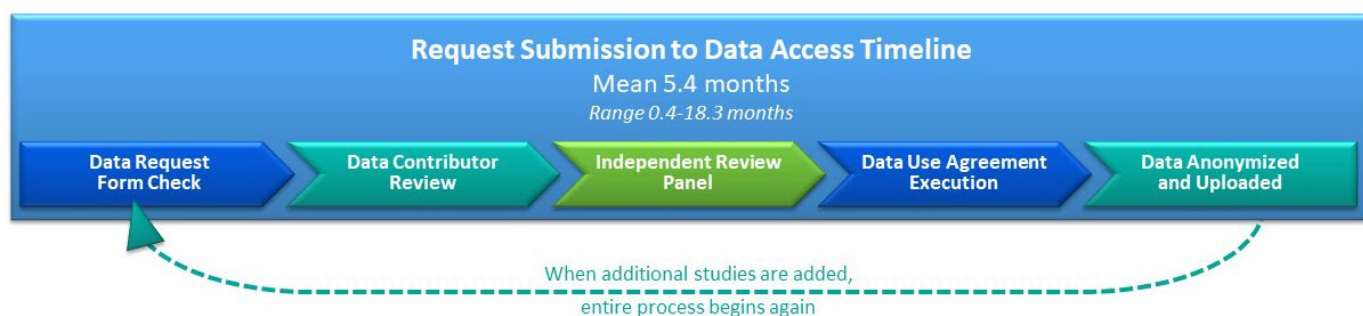 Request Submission to Data Access Timeline
Mean 5.4 months
Range 0.4-18.3 months
Data Request
Form Check
Data Contributor
Review
Independent Review
Panel
Data Use Agreement
Execution
Data Anonymized
and Uploaded
When additional studies are added,
entire process begins again